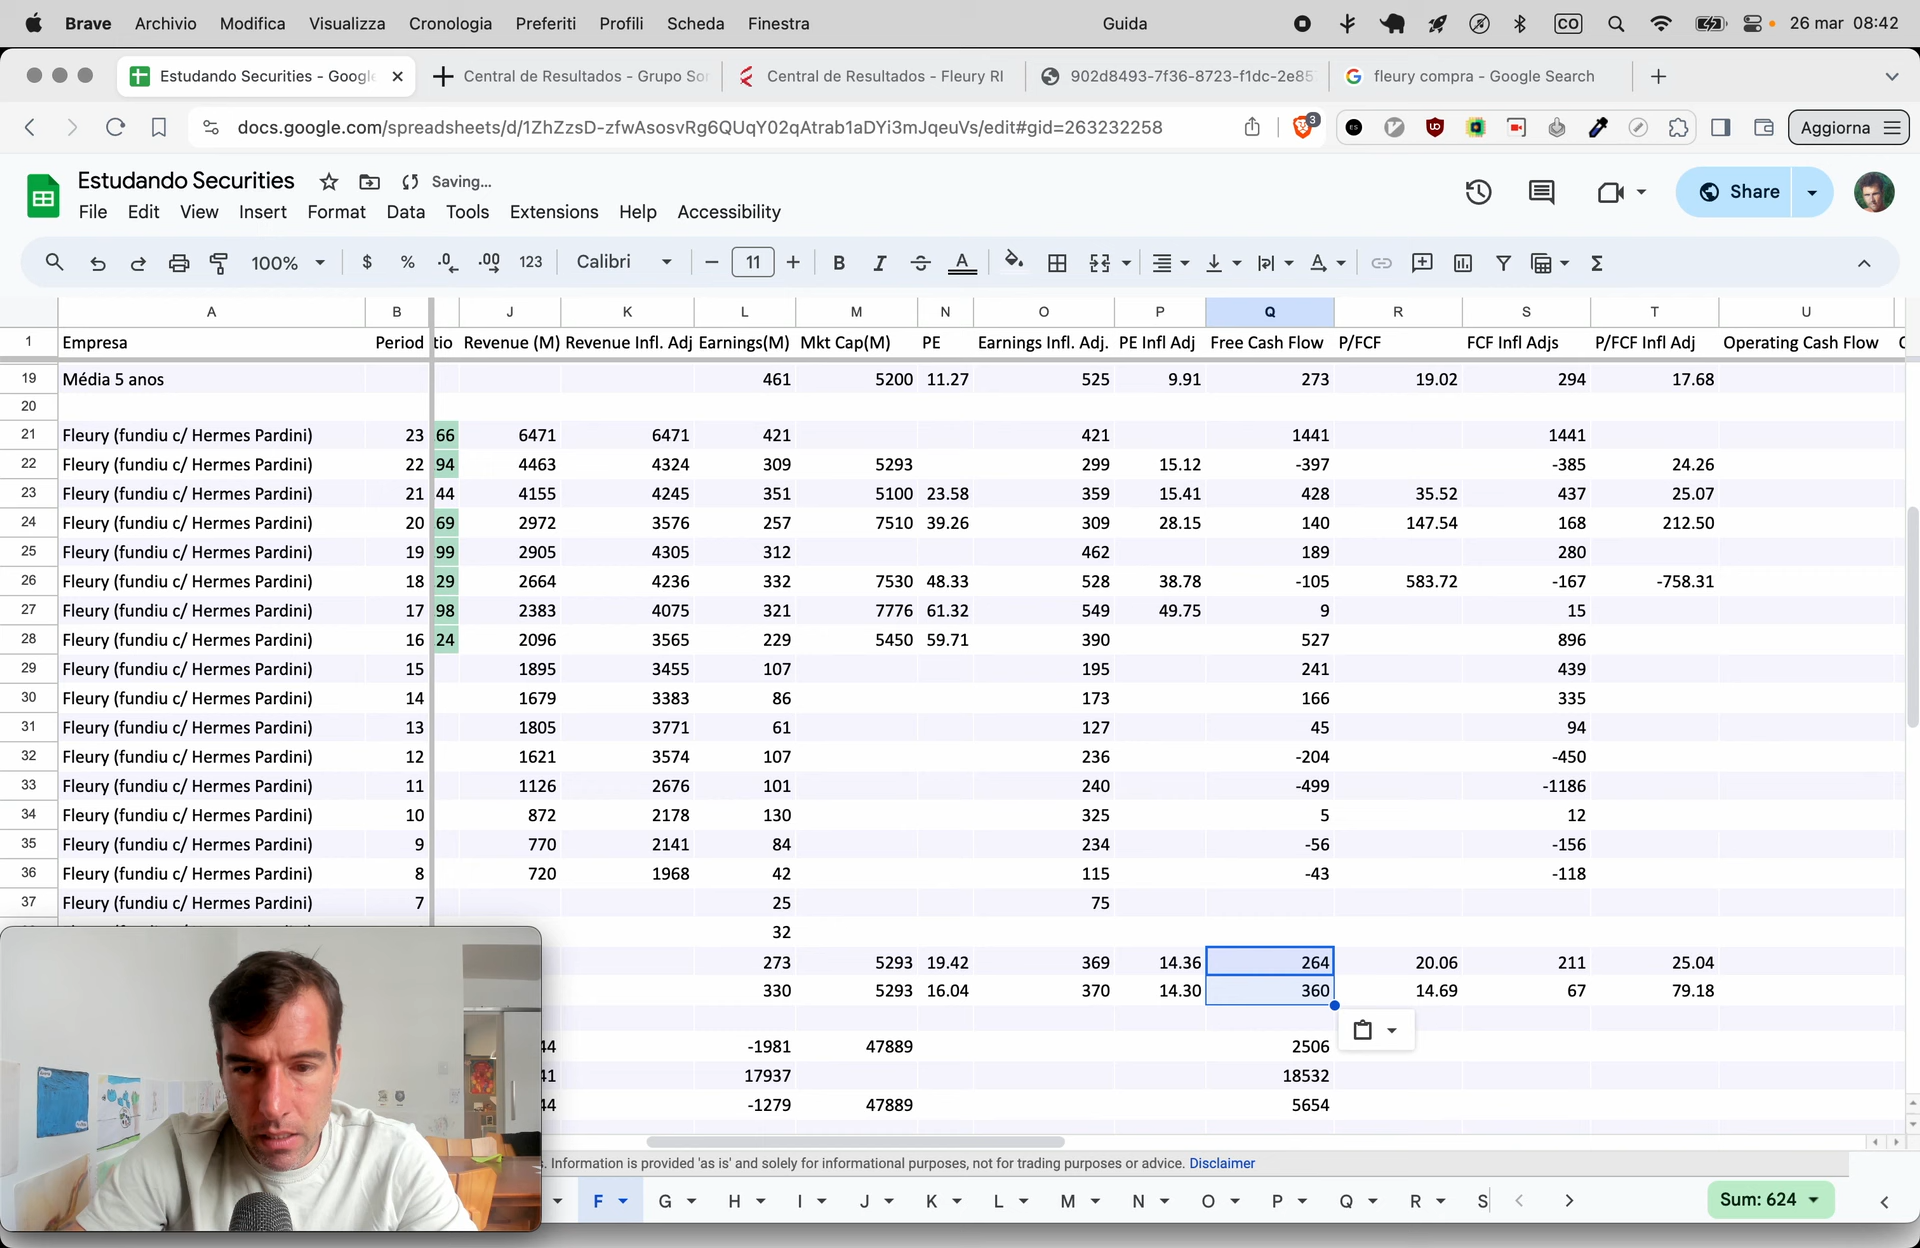 Brave Archivio Modifica Visualizza Cronologia Preferiti Profili Scheda Finestra Guida CO 26 mar 08:42
Estudando Securities - Google Central de Resultados - Grupo So Central de Resultados - Fleury RI 902d8493-7f36-8723-f1dc-2e85 fleury compra - Google Search
docs.google.com/spreadsheets/d/1ZhZzsD-zfwAsosvRg6QUqY02qAtrab1aDYi3mJqeuVs/edit#gid=263232258 3 Aggiorna
Estudando Securities Saving...
File Edit View Insert Format Data Tools Extensions Help Accessibility Share
100% $ % .0 .00 123 Calibri 11 B I A
A B J K L M N O P Q R S T U
1 Empresa Period tio Revenue (M) Revenue Infl. Adj Earnings(M) Mkt Cap(M) PE Earnings Infl. Adj. PE Infl Adj Free Cash Flow P/FCF FCF Infl Adjs P/FCF Infl Adj Operating Cash Flow
19 Média 5 anos 461 5200 11.27 525 9.91 273 19.02 294 17.68
20
21 Fleury (fundiu c/ Hermes Pardini) 23 66 6471 6471 421 421 1441 1441
22 Fleury (fundiu c/ Hermes Pardini) 22 94 4463 4324 309 5293 299 15.12 -397 -385 24.26
23 Fleury (fundiu c/ Hermes Pardini) 21 44 4155 4245 351 5100 23.58 359 15.41 428 35.52 437 25.07
24 Fleury (fundiu c/ Hermes Pardini) 20 69 2972 3576 257 7510 39.26 309 28.15 140 147.54 168 212.50
25 Fleury (fundiu c/ Hermes Pardini) 19 99 2905 4305 312 462 189 280
26 Fleury (fundiu c/ Hermes Pardini) 18 29 2664 4236 332 7530 48.33 528 38.78 -105 583.72 -167 -758.31
27 Fleury (fundiu c/ Hermes Pardini) 17 98 2383 4075 321 7776 61.32 549 49.75 9 15
28 Fleury (fundiu c/ Hermes Pardini) 16 24 2096 3565 229 5450 59.71 390 527 896
29 Fleury (fundiu c/ Hermes Pardini) 15 1895 3455 107 195 241 439
30 Fleury (fundiu c/ Hermes Pardini) 14 1679 3383 86 173 166 335
31 Fleury (fundiu c/ Hermes Pardini) 13 1805 3771 61 127 45 94
32 Fleury (fundiu c/ Hermes Pardini) 12 1621 3574 107 236 -204 -450
33 Fleury (fundiu c/ Hermes Pardini) 11 1126 2676 101 240 -499 -1186
34 Fleury (fundiu c/ Hermes Pardini) 10 872 2178 130 325 5 12
35 Fleury (fundiu c/ Hermes Pardini) 9 770 2141 84 234 -56 -156
36 Fleury (fundiu c/ Hermes Pardini) 8 720 1968 42 115 -43 -118
37 Fleury (fundiu c/ Hermes Pardini) 7 25 75
32
273 5293 19.42 369 14.36 264 20.06 211 25.04
330 5293 16.04 370 14.30 360 14.69 67 79.18
44 -1981 47889 2506
41 17937 18532
44 -1279 47889 5654
. Information is provided 'as is' and solely for informational purposes, not for trading purposes or advice. Disclaimer
F G H I J K L M N O P Q R S Sum: 624